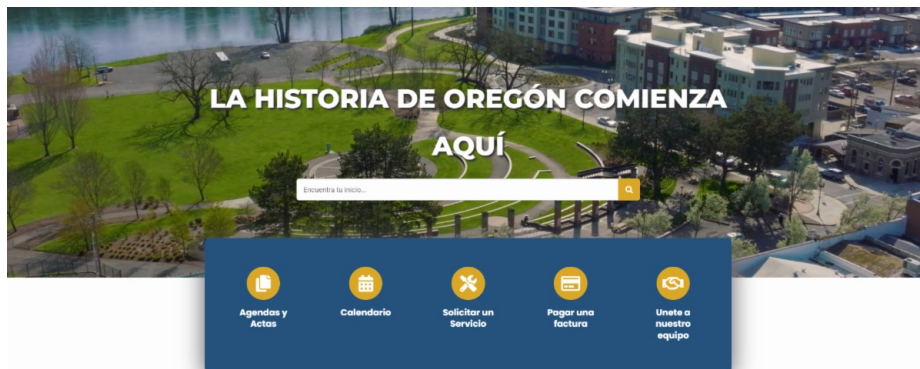 LA HISTORIA DE OREGÓN COMIENZA
AQUÍ
Encuentra tu inicio...
Agendas y
Actas
Calendario
Solicitar un
Servicio
Pagar una
factura
Unete a
nuestro
equipo